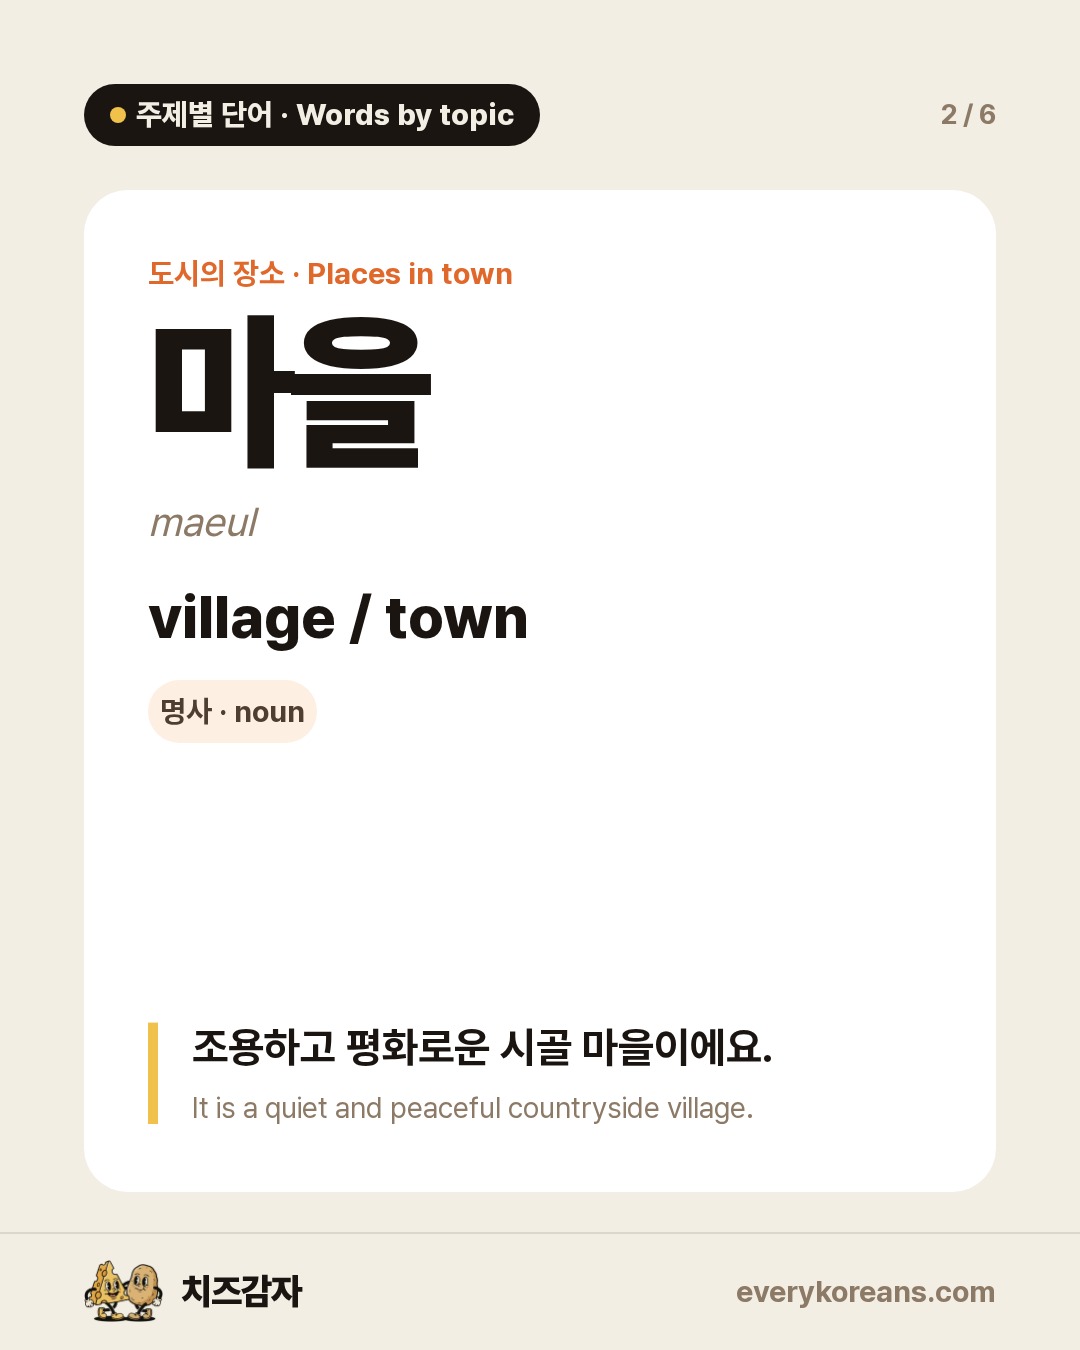 주제별 단어 · Words by topic
2 / 6
도시의 장소 · Places in town
마을
maeul
village / town
명사 · noun
조용하고 평화로운 시골 마을이에요.
It is a quiet and peaceful countryside village.
치즈감자
everykoreans.com